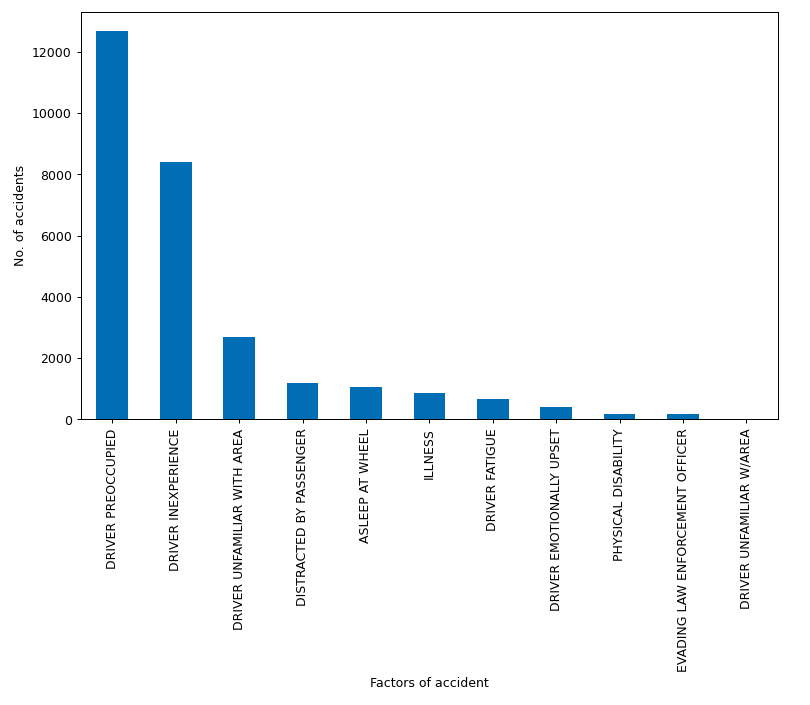 12000
10000
8000
6000
4000
2000
0
No. of accidents
DRIVER PREOCCUPIED
DRIVER INEXPERIENCE
DRIVER UNFAMILIAR WITH AREA
DISTRACTED BY PASSENGER
ASLEEP AT WHEEL
ILLNESS
DRIVER FATIGUE
DRIVER EMOTIONALLY UPSET
PHYSICAL DISABILITY
EVADING LAW ENFORCEMENT OFFICER
DRIVER UNFAMILIAR W/AREA
Factors of accident